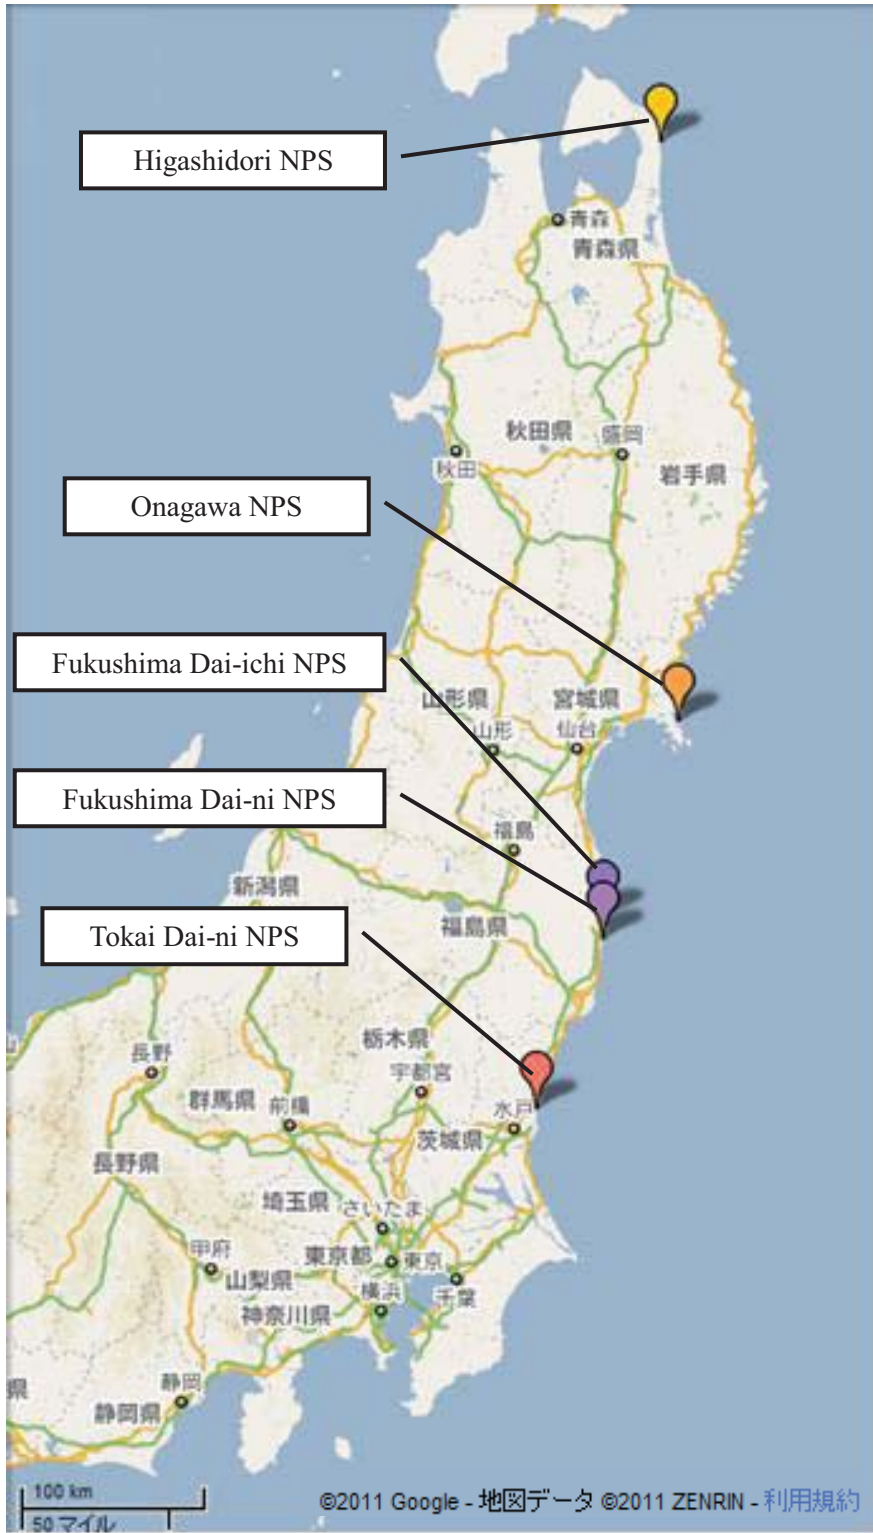 Higashidori NPS
青森
青森県
秋田県
盛岡
秋田
岩手県
Onagawa NPS
Fukushima Dai-ichi NPS
山形県
宮城県
山形
仙台
Fukushima Dai-ni NPS
福島
新潟県
福島県
Tokai Dai-ni NPS
栃木県
長野
宇都宮
群馬県
前橋
水戸
茨城県
長野県
埼玉県
さいたま
東京都
東京
甲府
山梨県
横浜
千葉
神奈川県
静岡
県
静岡県
100 km
50 マイル
©2011 Google - 地図データ ©2011 ZENRIN - 利用規約